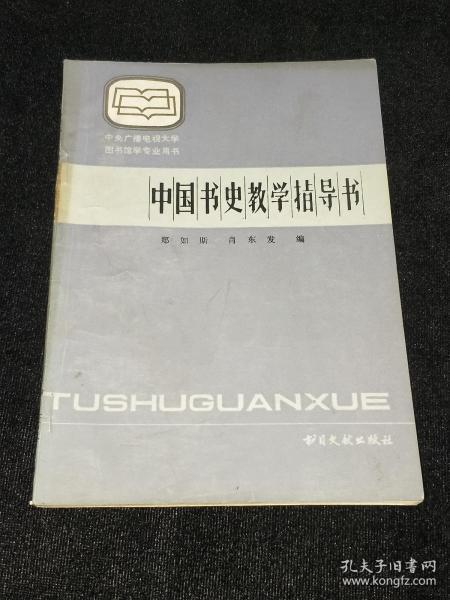 中央广播电视大学
图书馆学专业用书
中国书史教学指导书
郑如斯 肖东发 编
TUSHUGUANXUE
书目文献出版社
孔夫子旧书网
www.kongfz.com